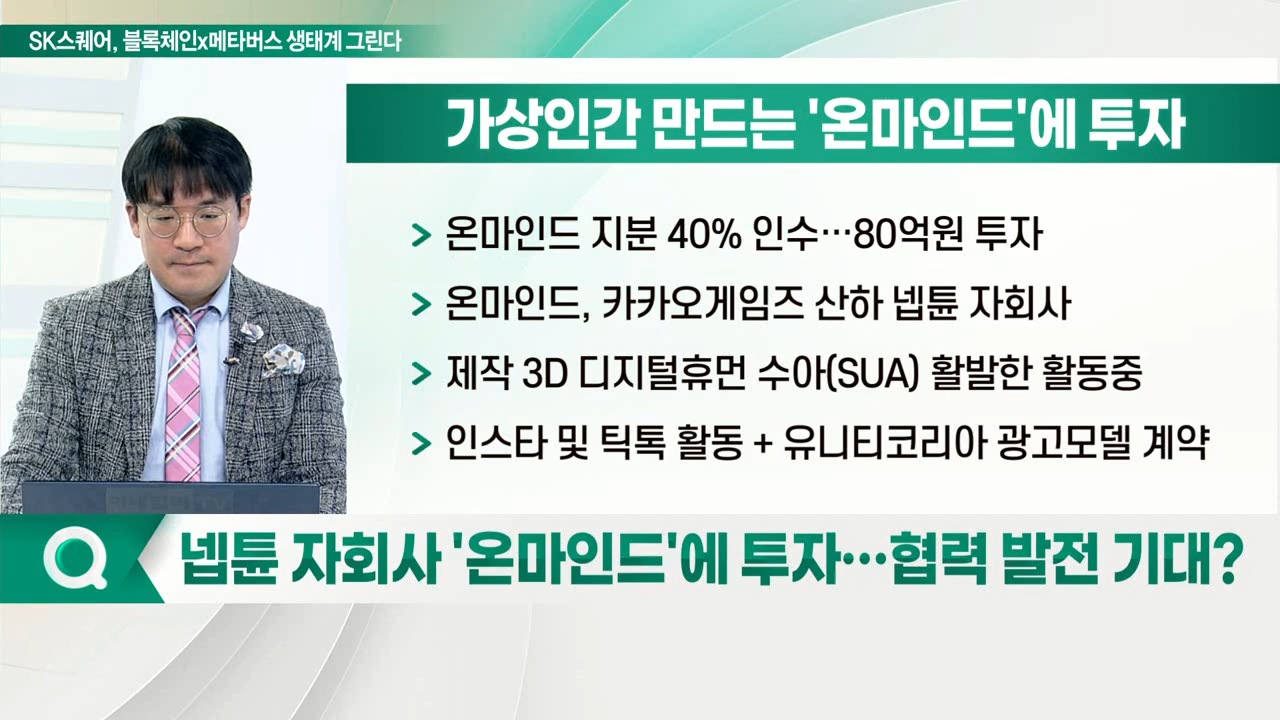 SK스퀘어, 블록체인x메타버스 생태계 그린다
가상인간 만드는 '온마인드'에 투자
> 온마인드 지분 40% 인수…80억원 투자
> 온마인드, 카카오게임즈 산하 넵튠 자회사
> 제작 3D 디지털휴먼 수아(SUA) 활발한 활동중
> 인스타 및 틱톡 활동 + 유니티코리아 광고모델 계약
Q 넵튠 자회사 '온마인드'에 투자…협력 발전 기대?